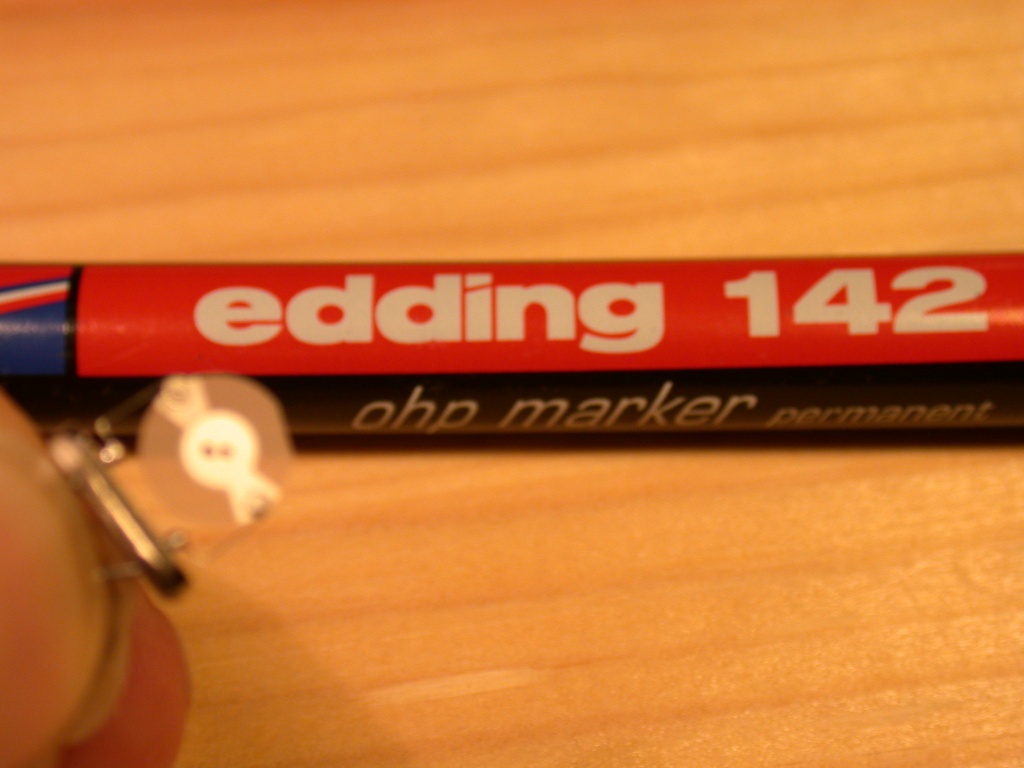 edding 142
ohp marker permanent